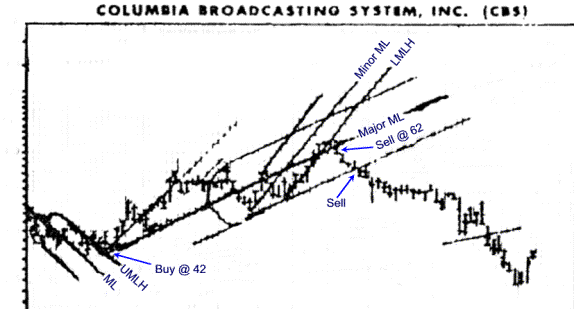 COLUMBIA BROADCASTING SYSTEM, INC. (CBS)
Minor ML
LMLH
Major ML
Sell @ 62
Sell
Buy @ 42
UMLH
ML